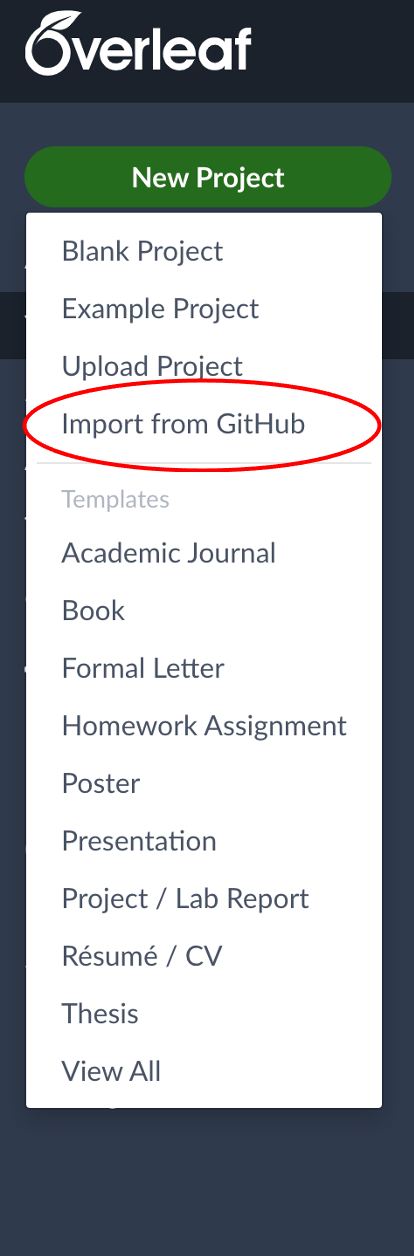 Overleaf
New Project
Blank Project
Example Project
Upload Project
Import from GitHub
Templates
Academic Journal
Book
Formal Letter
Homework Assignment
Poster
Presentation
Project / Lab Report
Résumé / CV
Thesis
View All